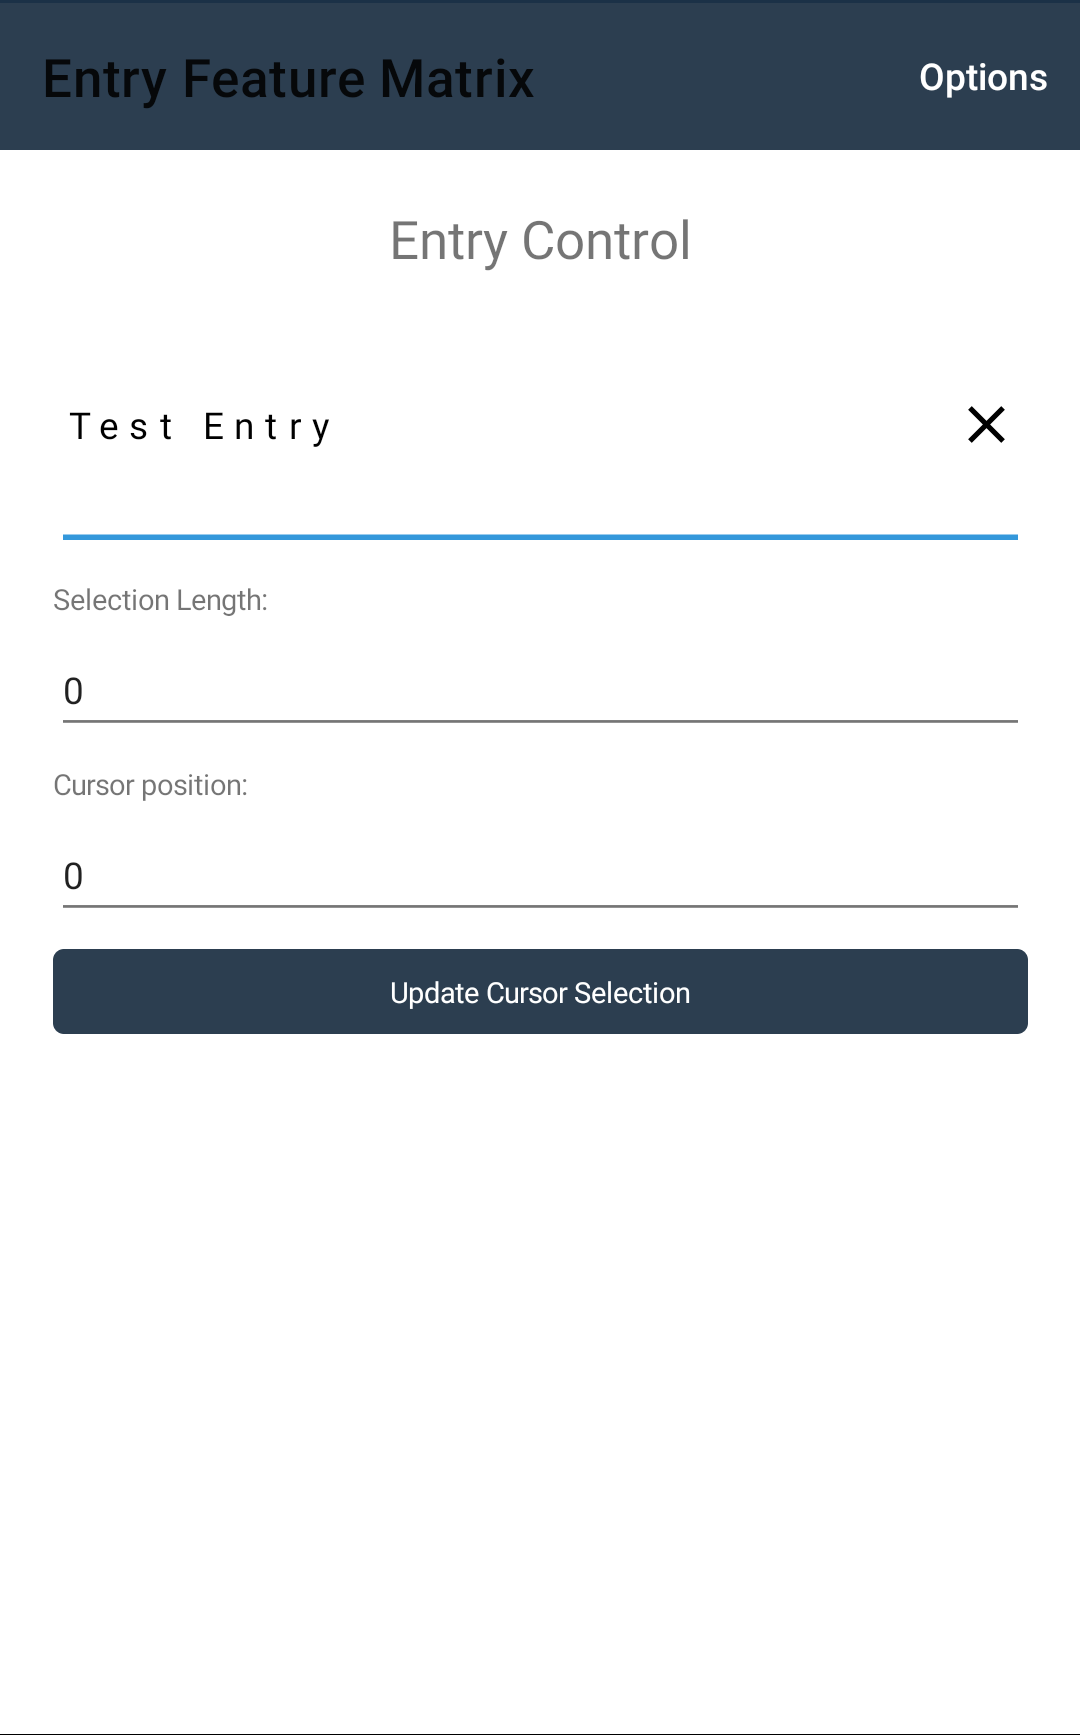 Entry Feature Matrix
Options
Entry Control
Test Entry
Selection Length:
0
Cursor position:
0
Update Cursor Selection